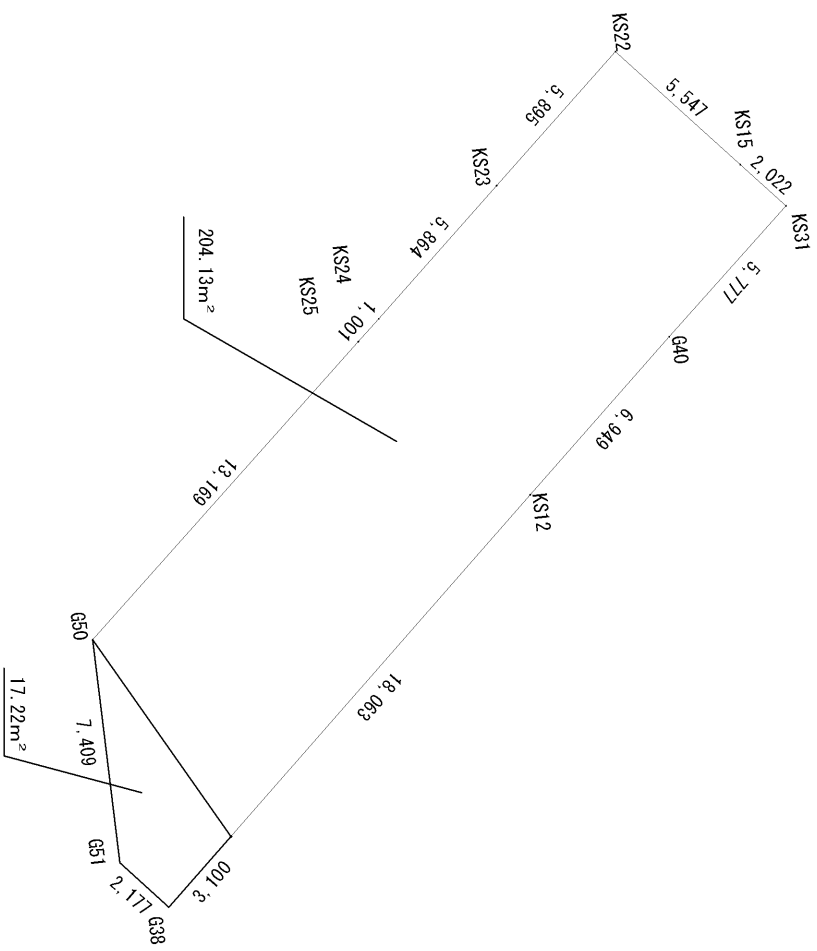 KS22
5,547
KS15
2,022
KS31
5,895
KS23
5,777
5,864
G40
KS24
KS25
1,001
204.13m²
6,949
KS12
13,169
G50
18,063
17.22m²
7,409
G51
3,100
2,177
G38